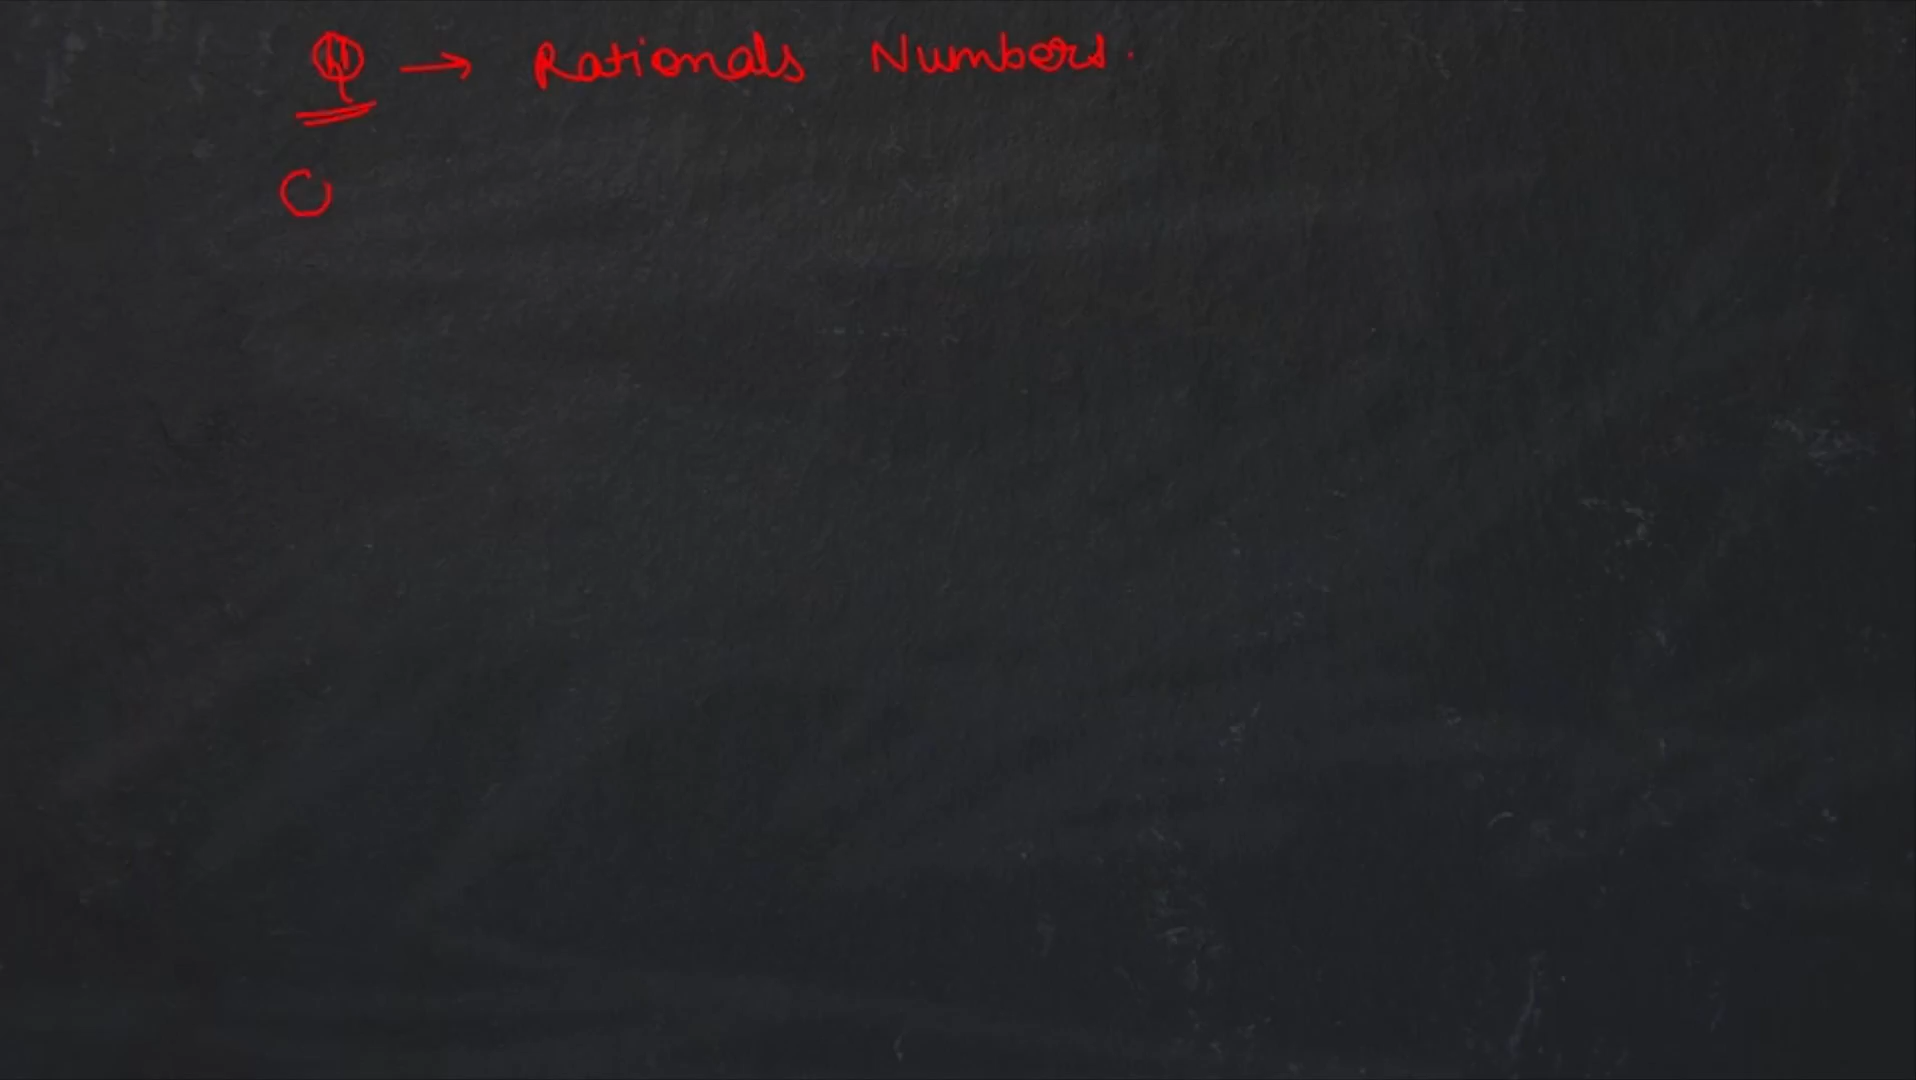 ℚ → Rationals Numbers.